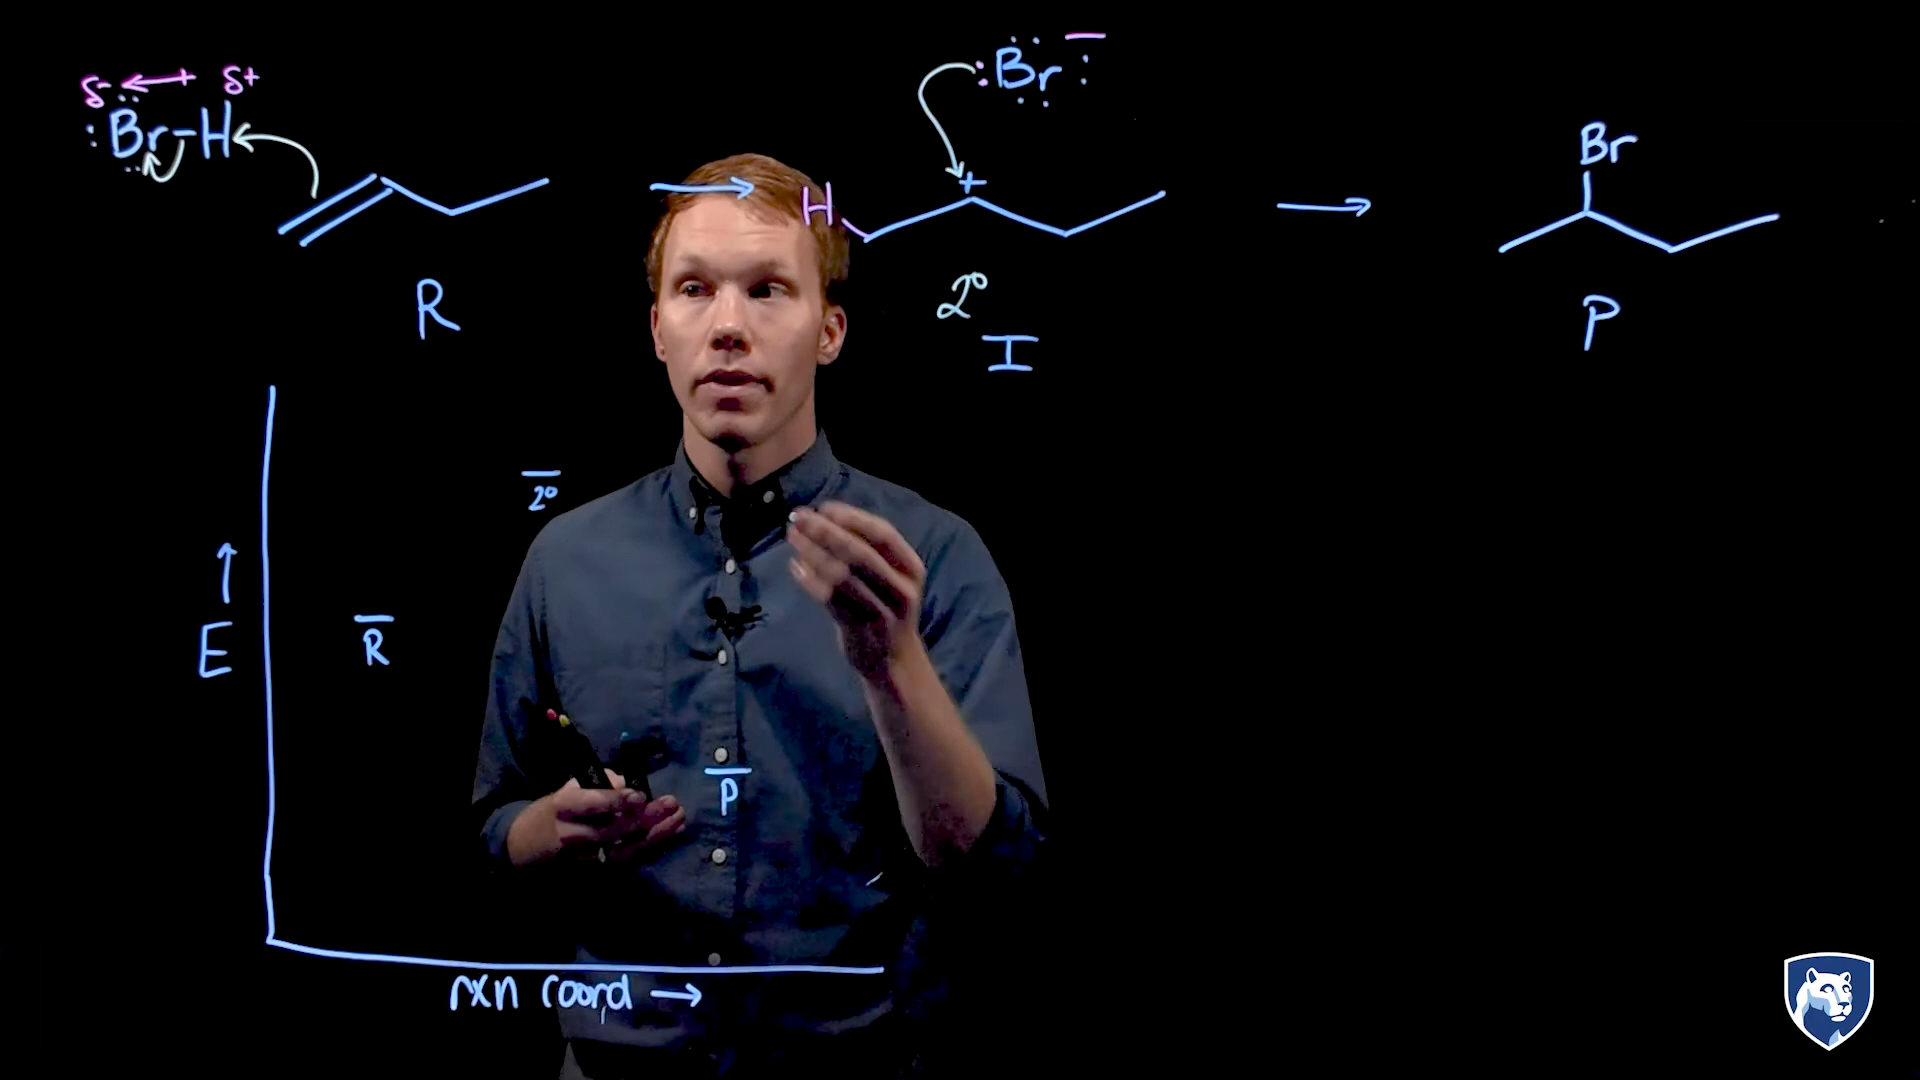 δ- δ+
:Br-H
:Br: −
H +
Br
R
2°
I
P
2°
E
R
P
rxn coord →